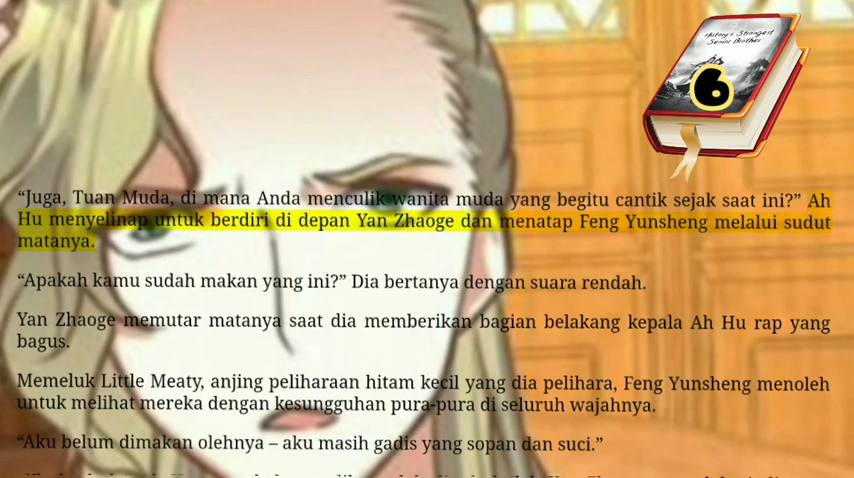 History's Strongest
Senior Brother
6
“Juga, Tuan Muda, di mana Anda menculik wanita muda yang begitu cantik sejak saat ini?” Ah
Hu menyelinap untuk berdiri di depan Yan Zhaoge dan menatap Feng Yunsheng melalui sudut
matanya.
“Apakah kamu sudah makan yang ini?” Dia bertanya dengan suara rendah.
Yan Zhaoge memutar matanya saat dia memberikan bagian belakang kepala Ah Hu rap yang
bagus.
Memeluk Little Meaty, anjing peliharaan hitam kecil yang dia pelihara, Feng Yunsheng menoleh
untuk melihat mereka dengan kesungguhan pura-pura di seluruh wajahnya.
“Aku belum dimakan olehnya – aku masih gadis yang sopan dan suci.”